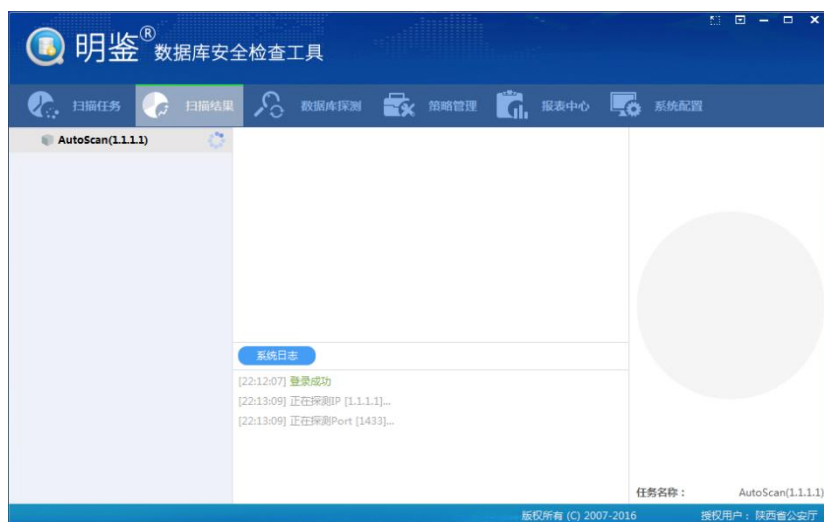 明鉴®数据库安全检查工具
扫描任务 扫描结果 数据库探测 策略管理 报表中心 系统配置
AutoScan(1.1.1.1)
系统日志
[22:12:07] 登录成功
[22:13:09] 正在探测IP [1.1.1.1]...
[22:13:09] 正在探测Port [1433]...
任务名称： AutoScan(1.1.1.1)
版权所有 (C) 2007-2016 授权用户：陕西省公安厅